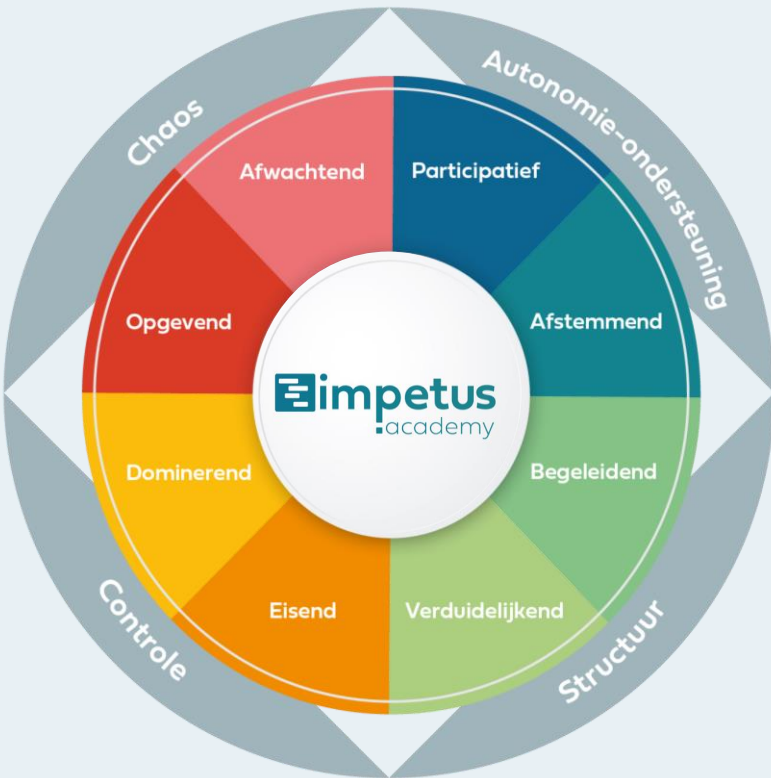 Chaos
Autonomie-ondersteuning
Afwachtend
Participatief
Opgevend
Afstemmend
impetus
academy
Dominerend
Begeleidend
Eisend
Verduidelijkend
Controle
Structuur